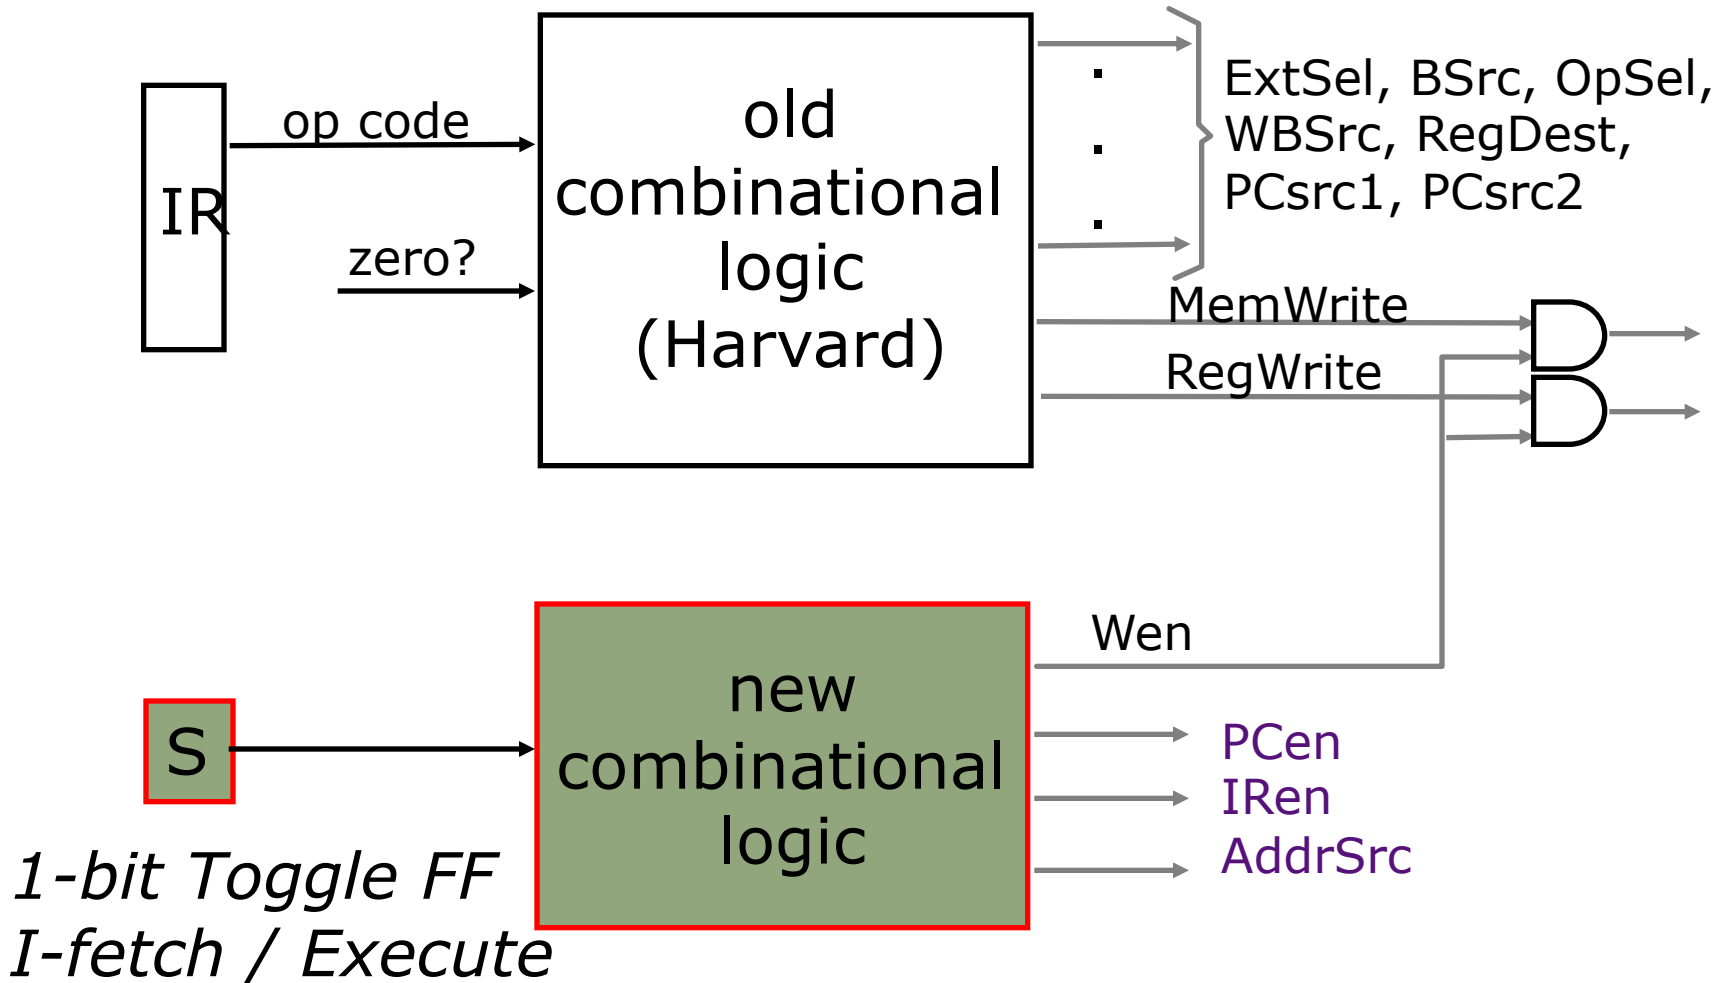 IR
op code
zero?
old
combinational
logic
(Harvard)
ExtSel, BSrc, OpSel,
WBSrc, RegDest,
PCsrc1, PCsrc2
MemWrite
RegWrite
S
1-bit Toggle FF
I-fetch / Execute
new
combinational
logic
Wen
PCen
IRen
AddrSrc